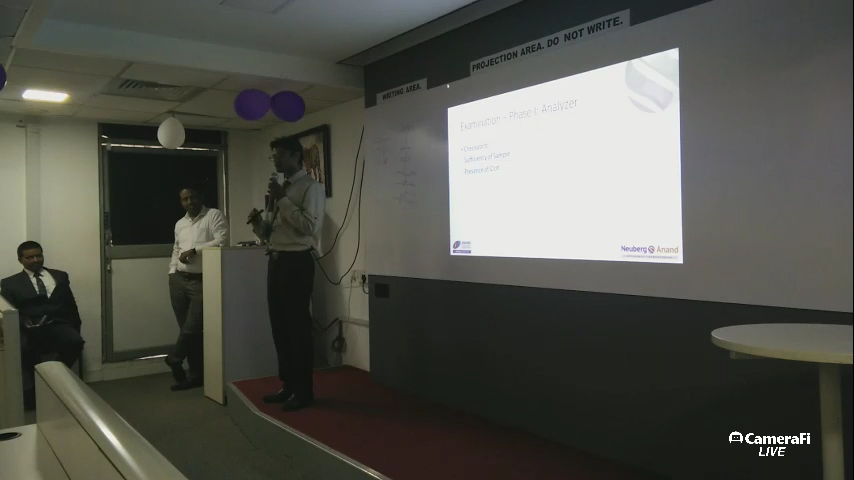 PROJECTION AREA. DO NOT WRITE.
WRITING AREA.
Examination – Phase I: Analyzer
Sufficiency of Sample
Presence of Clot
Neuberg Anand
CameraFi
LIVE